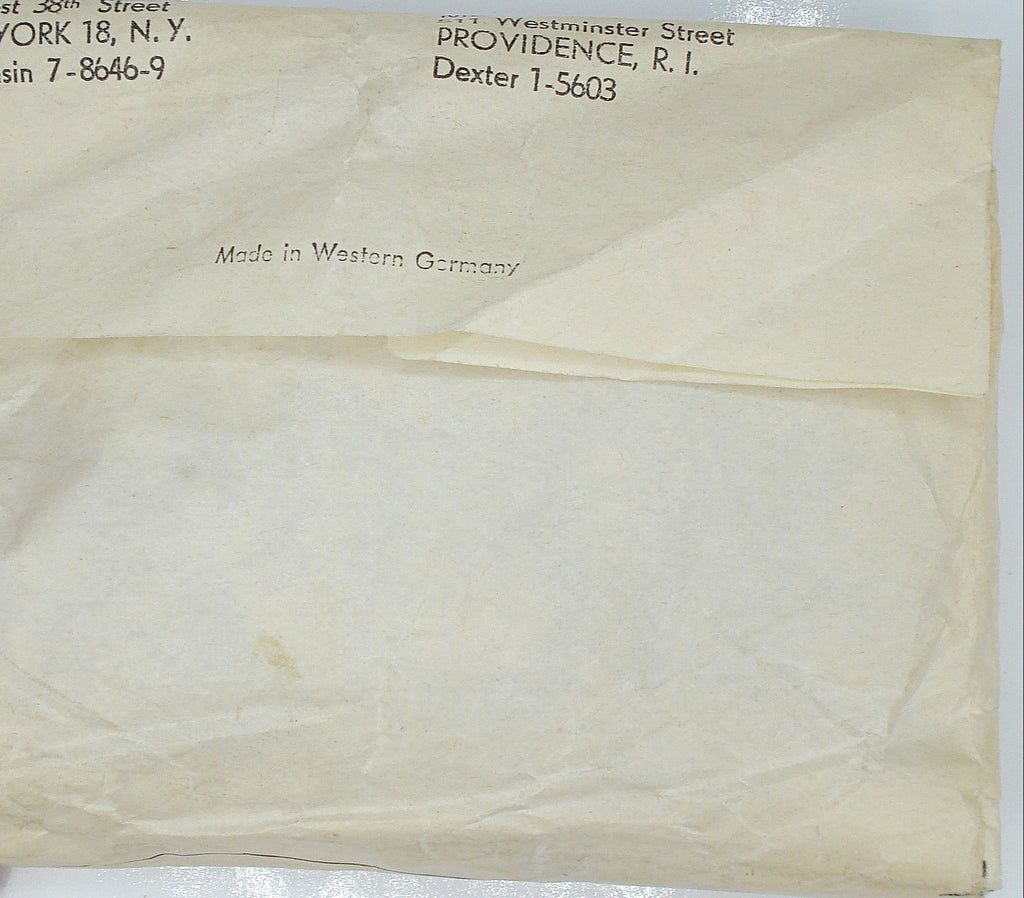 st 38th Street
YORK 18, N. Y.
sin 7-8646-9
Westminster Street
PROVIDENCE, R. I.
Dexter 1-5603
Made in Western Germany